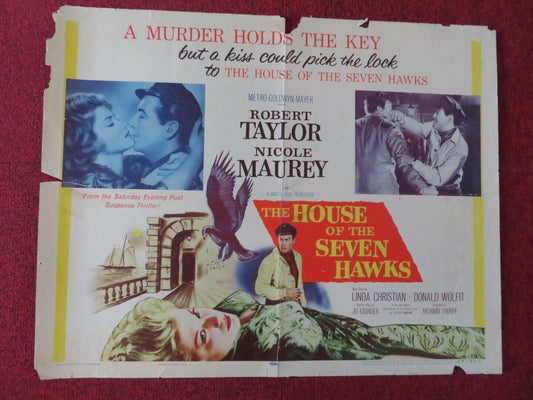 A MURDER HOLDS THE KEY
but a kiss could pick the lock
to THE HOUSE OF THE SEVEN HAWKS
METRO-GOLDWYN-MAYER
ROBERT
TAYLOR
NICOLE
MAUREY
in
PRODUCTION
From the Saturday Evening Post
Suspense Thriller!
THE HOUSE
OF THE
SEVEN
HAWKS
LINDA CHRISTIAN · DONALD WOLFIT
JO EISINGER
RICHARD THORPE